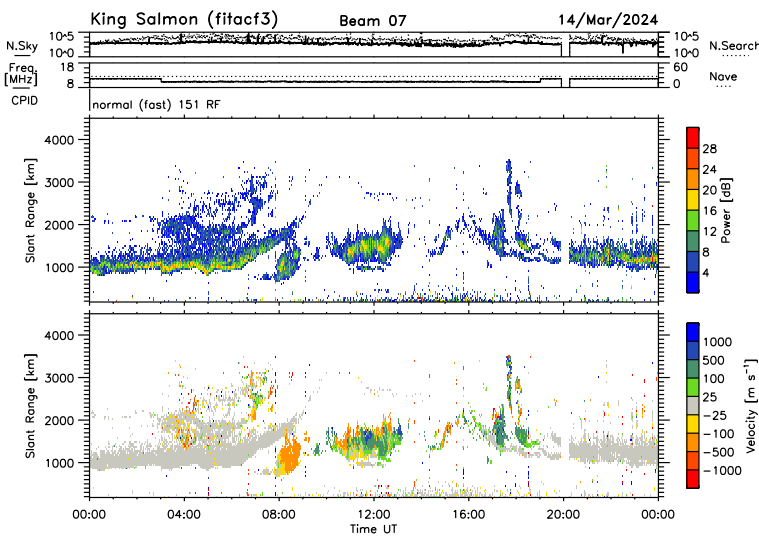 King Salmon (fitacf3) Beam 07 14/Mar/2024
N.Sky 10^5 10^0 10^5 10^0 N.Search
Freq. [MHz] 18 8 60 0 Nave
CPID normal (fast) 151 RF
Slant Range [km] 4000 3000 2000 1000
Power [dB] 28 24 20 16 12 8 4
Slant Range [km] 4000 3000 2000 1000
Velocity [m s^-1] 1000 500 100 25 -25 -100 -500 -1000
00:00 04:00 08:00 12:00 16:00 20:00 00:00
Time UT